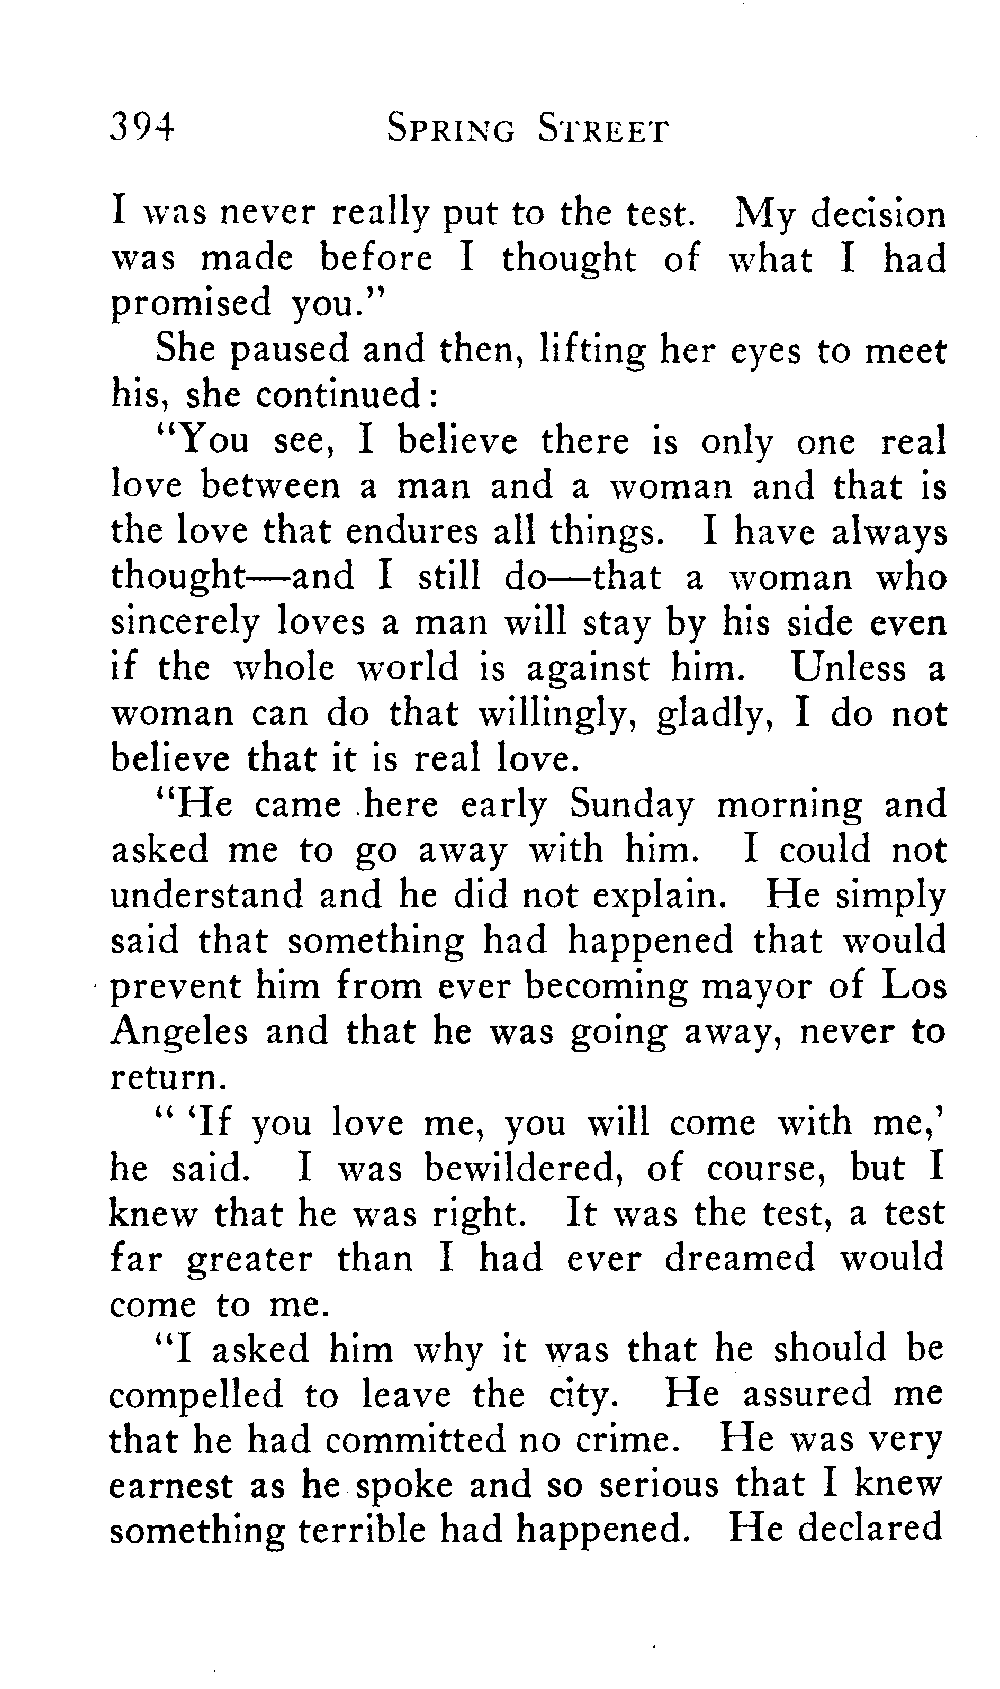 394 SPRING STREET
I was never really put to the test. My decision
was made before I thought of what I had
promised you."
She paused and then, lifting her eyes to meet
his, she continued:
"You see, I believe there is only one real
love between a man and a woman and that is
the love that endures all things. I have always
thought—and I still do—that a woman who
sincerely loves a man will stay by his side even
if the whole world is against him. Unless a
woman can do that willingly, gladly, I do not
believe that it is real love.
"He came here early Sunday morning and
asked me to go away with him. I could not
understand and he did not explain. He simply
said that something had happened that would
prevent him from ever becoming mayor of Los
Angeles and that he was going away, never to
return.
" 'If you love me, you will come with me,'
he said. I was bewildered, of course, but I
knew that he was right. It was the test, a test
far greater than I had ever dreamed would
come to me.
"I asked him why it was that he should be
compelled to leave the city. He assured me
that he had committed no crime. He was very
earnest as he spoke and so serious that I knew
something terrible had happened. He declared